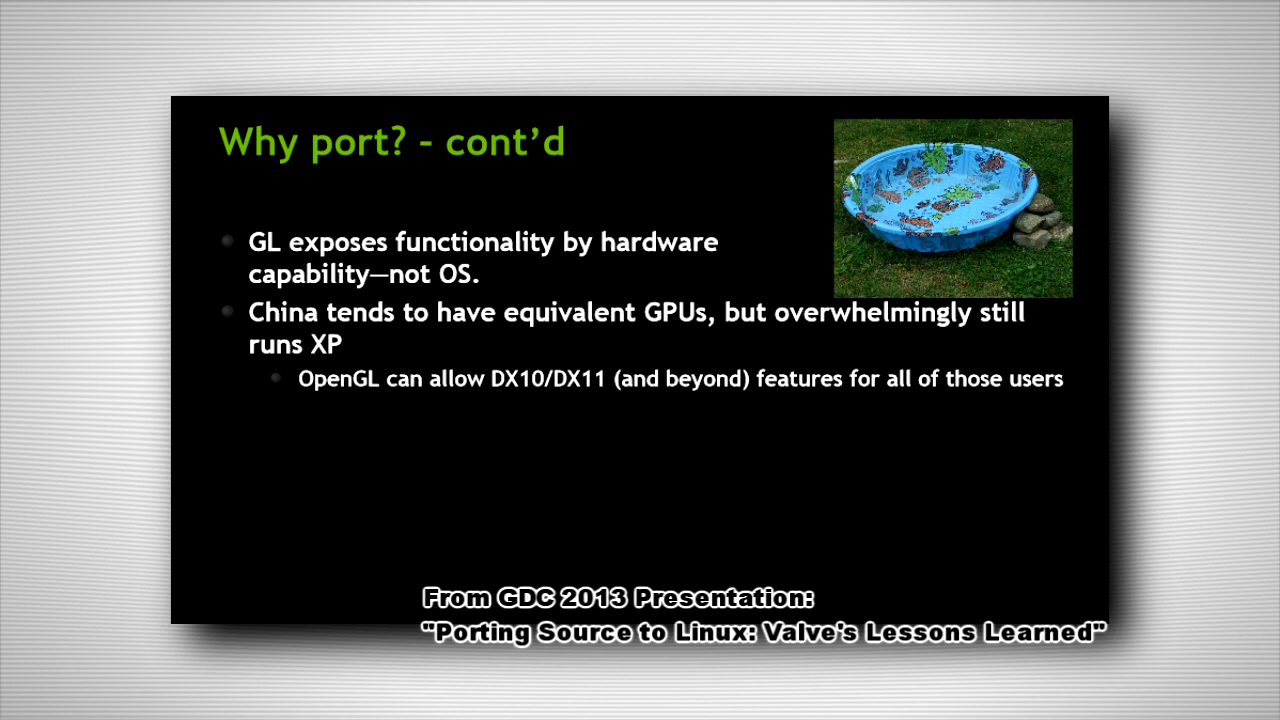 Why port? – cont’d
GL exposes functionality by hardware
capability—not OS.
China tends to have equivalent GPUs, but overwhelmingly still
runs XP
OpenGL can allow DX10/DX11 (and beyond) features for all of those users
From GDC 2013 Presentation:
"Porting Source to Linux: Valve's Lessons Learned"